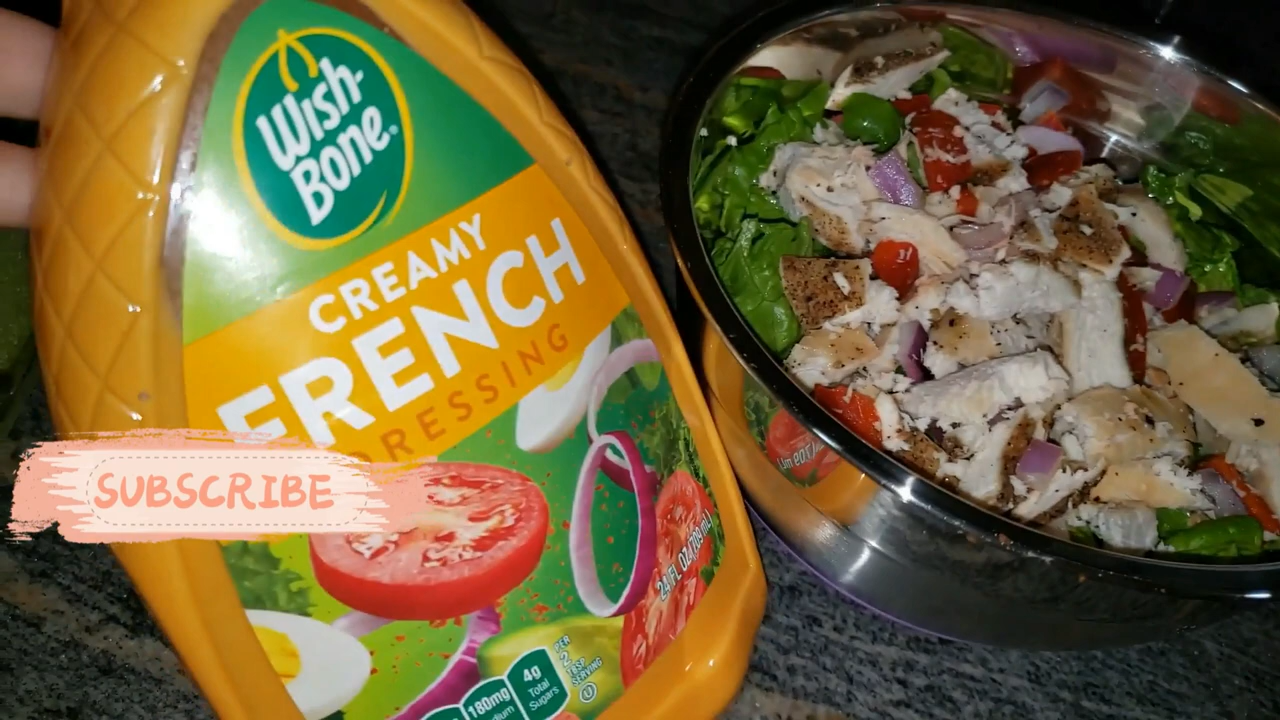 Wish-
Bone®
CREAMY
FRENCH
DRESSING
SUBSCRIBE
24 FL OZ (709 mL)
PER
2
TBSP
SERVING
180mg
4g
Total
Sugars